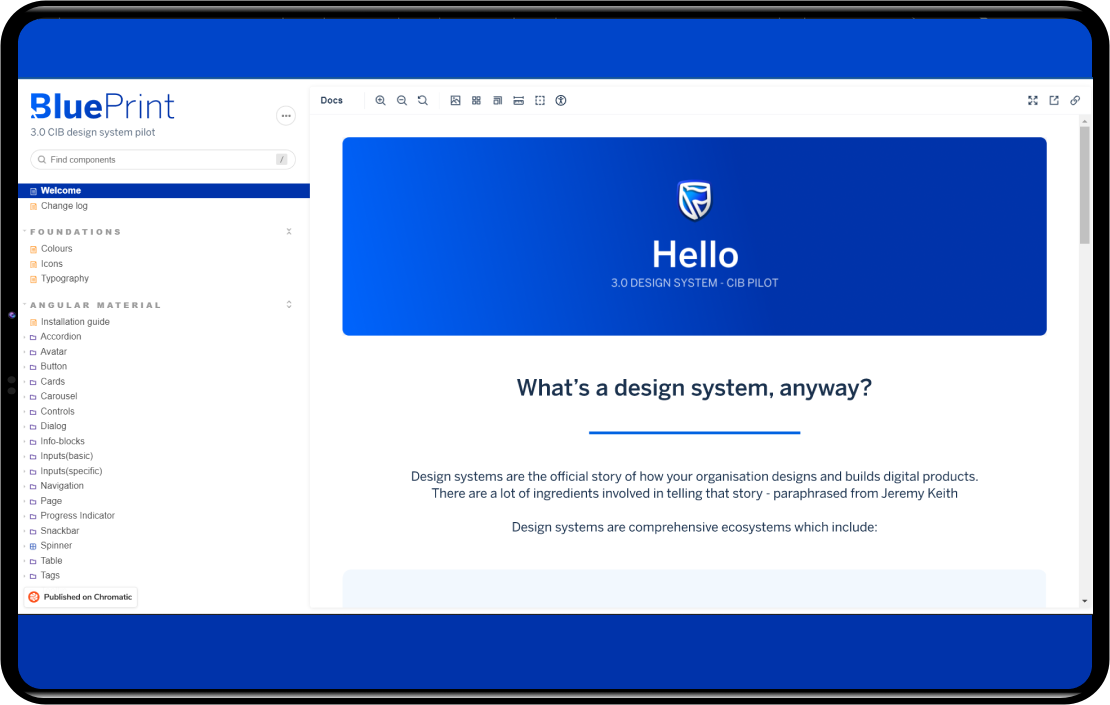 BluePrint
3.0 CIB design system pilot
Find components
/
Welcome
Change log
FOUNDATIONS
Colours
Icons
Typography
ANGULAR MATERIAL
Installation guide
Accordion
Avatar
Button
Cards
Carousel
Controls
Dialog
Info-blocks
Inputs(basic)
Inputs(specific)
Navigation
Page
Progress Indicator
Snackbar
Spinner
Table
Tags
Published on Chromatic
Docs
Hello
3.0 DESIGN SYSTEM - CIB PILOT
What’s a design system, anyway?
Design systems are the official story of how your organisation designs and builds digital products.
There are a lot of ingredients involved in telling that story - paraphrased from Jeremy Keith
Design systems are comprehensive ecosystems which include: